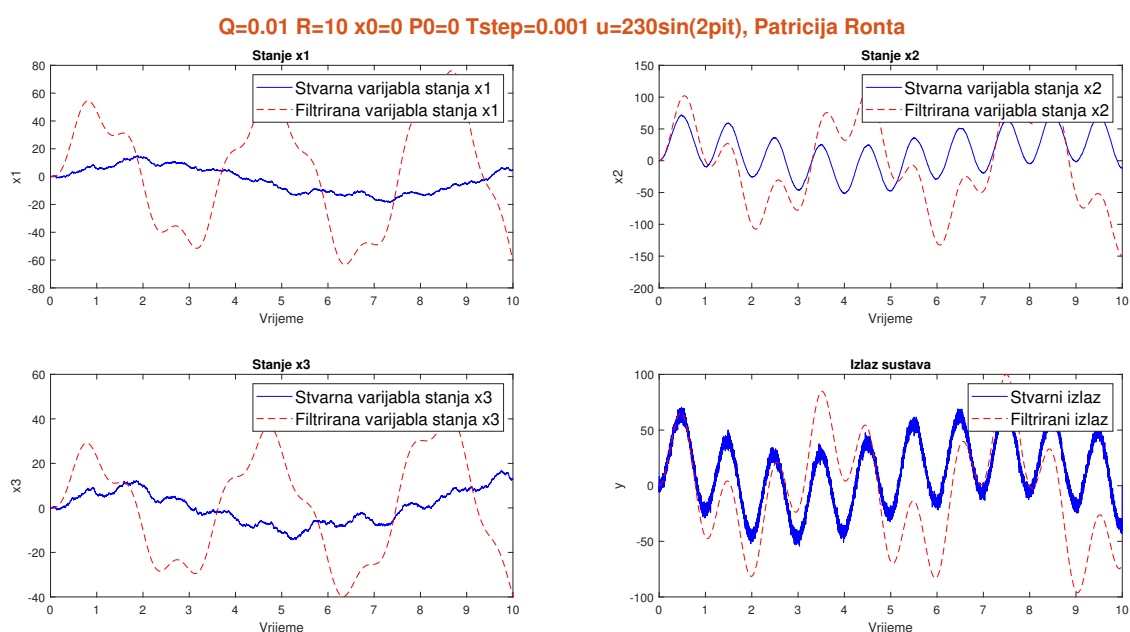 Q=0.01 R=10 x0=0 P0=0 Tstep=0.001 u=230sin(2pit), Patricija Ronta
Stanje x1
80
60
40
20
0
-20
-40
-60
-80
x1
0 1 2 3 4 5 6 7 8 9 10
Vrijeme
Stvarna varijabla stanja x1
Filtrirana varijabla stanja x1
Stanje x2
150
100
50
0
-50
-100
-150
-200
x2
0 1 2 3 4 5 6 7 8 9 10
Vrijeme
Stvarna varijabla stanja x2
Filtrirana varijabla stanja x2
Stanje x3
60
40
20
0
-20
-40
x3
0 1 2 3 4 5 6 7 8 9 10
Vrijeme
Stvarna varijabla stanja x3
Filtrirana varijabla stanja x3
Izlaz sustava
100
50
0
-50
-100
y
0 1 2 3 4 5 6 7 8 9 10
Vrijeme
Stvarni izlaz
Filtrirani izlaz